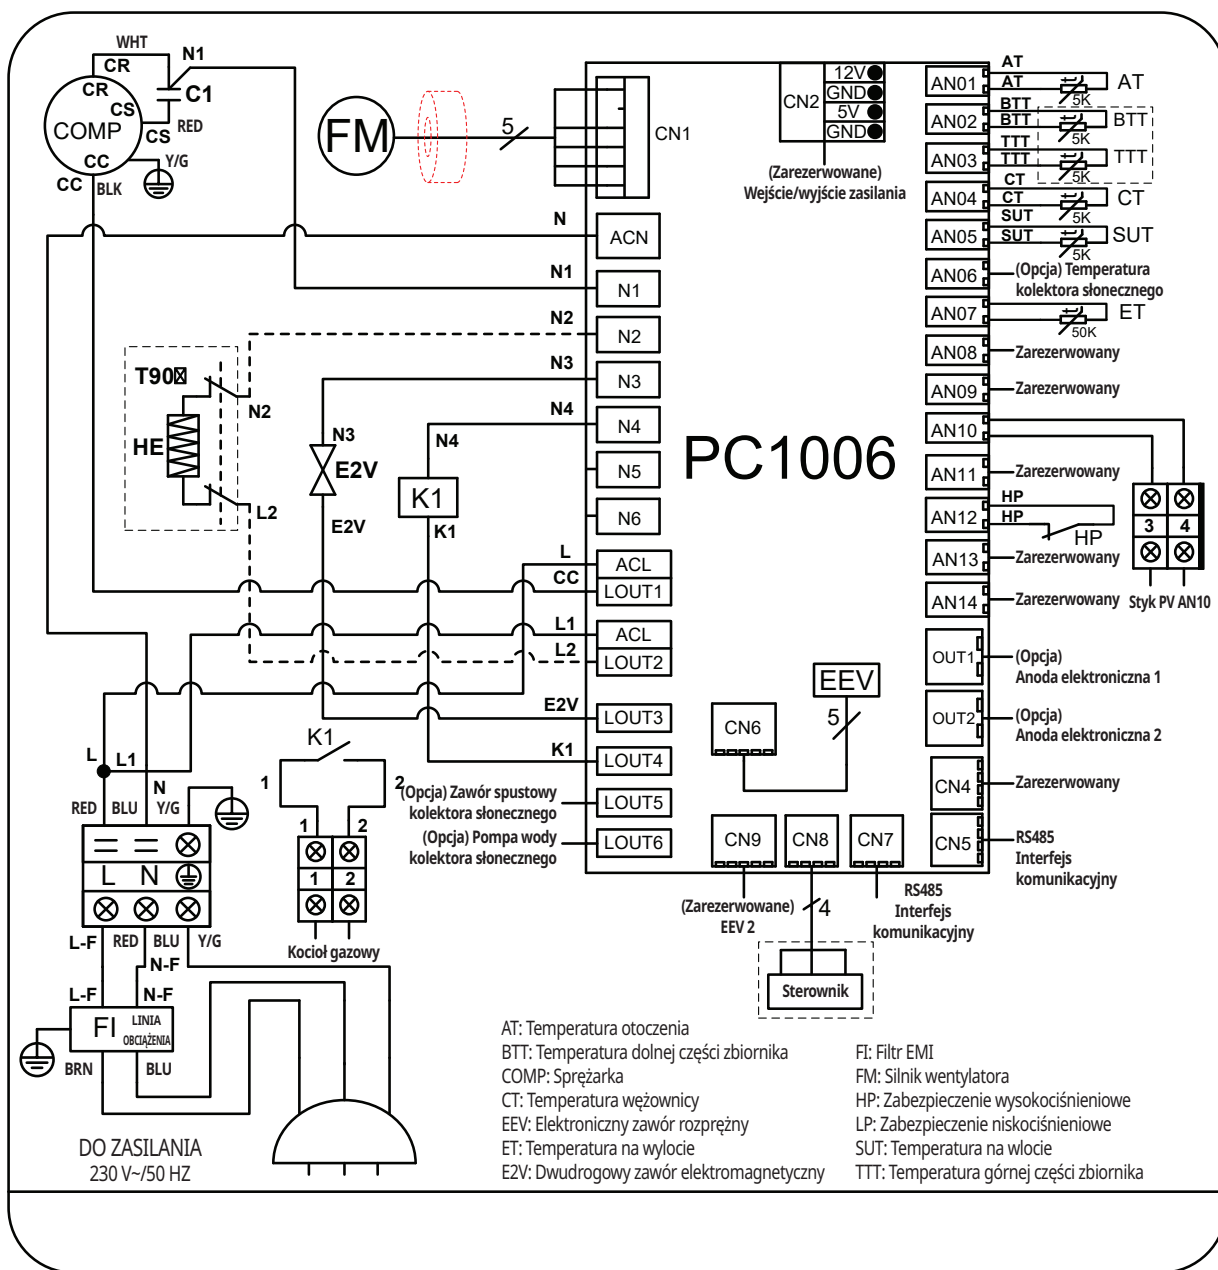 WHT
CR
N1
CR
CS
C1
COMP
CS
RED
CC
Y/G
CC
BLK
FM
5
CN1
CN2
12V
GND
5V
GND
(Zarezerwowane)
Wejście/wyjście zasilania
AN01
AT
AT
5K
AT
AN02
BTT
BTT
5K
BTT
AN03
TTT
TTT
5K
TTT
AN04
CT
CT
5K
CT
AN05
SUT
SUT
5K
SUT
AN06
(Opcja) Temperatura
kolektora słonecznego
AN07
50K
ET
AN08
Zarezerwowany
AN09
Zarezerwowany
AN10
AN11
Zarezerwowany
AN12
HP
HP
HP
AN13
Zarezerwowany
AN14
Zarezerwowany
3
4
Styk PV AN10
OUT1
(Opcja)
Anoda elektroniczna 1
OUT2
(Opcja)
Anoda elektroniczna 2
CN4
Zarezerwowany
CN5
RS485
Interfejs
komunikacyjny
N
ACN
N1
N1
N2
N2
N3
N3
N4
N4
N5
N6
L
ACL
CC
LOUT1
L1
ACL
L2
LOUT2
E2V
LOUT3
K1
LOUT4
(Opcja) Zawór spustowy
kolektora słonecznego
LOUT5
(Opcja) Pompa wody
kolektora słonecznego
LOUT6
PC1006
T90
N2
HE
L2
N3
E2V
E2V
N4
K1
K1
EEV
5
CN6
CN9
CN8
CN7
(Zarezerwowane)
EEV 2
4
RS485
Interfejs
komunikacyjny
Sterownik
K1
1
2
1
2
1
2
Kocioł gazowy
L
L1
N
RED
BLU
Y/G
L
N
L-F
RED
BLU
Y/G
N-F
L-F
N-F
FI
LINIA
OBCIĄŻENIA
BRN
BLU
DO ZASILANIA
230 V~/50 HZ
AT: Temperatura otoczenia
BTT: Temperatura dolnej części zbiornika
COMP: Sprężarka
CT: Temperatura wężownicy
EEV: Elektroniczny zawór rozprężny
ET: Temperatura na wylocie
E2V: Dwudrogowy zawór elektromagnetyczny
FI: Filtr EMI
FM: Silnik wentylatora
HP: Zabezpieczenie wysokociśnieniowe
LP: Zabezpieczenie niskociśnieniowe
SUT: Temperatura na wlocie
TTT: Temperatura górnej części zbiornika